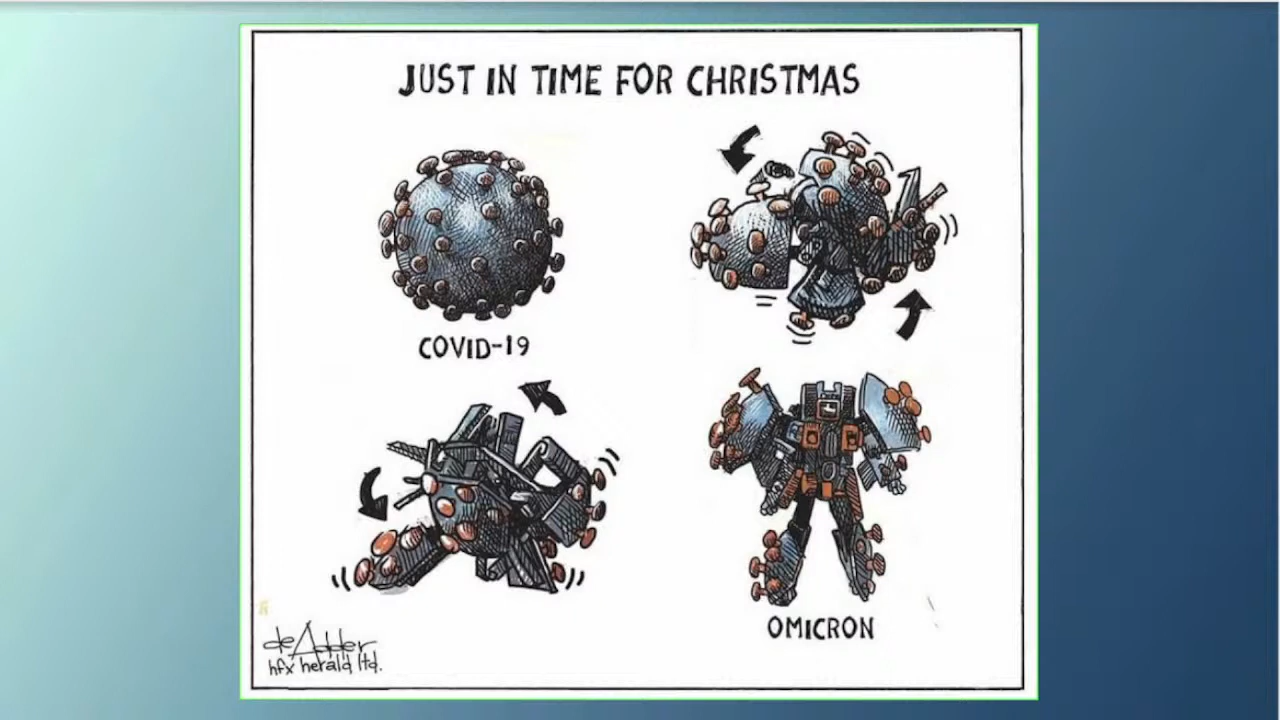 JUST IN TIME FOR CHRISTMAS
COVID-19
OMICRON
deAdder
hfx herald ltd.